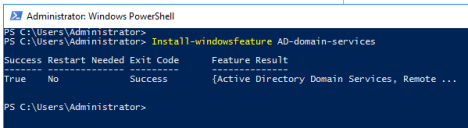 Administrator: Windows PowerShell
PS C:\Users\Administrator>
PS C:\Users\Administrator> Install-windowsfeature AD-domain-services
Success Restart Needed Exit Code Feature Result
------- -------------- --------- --------------
True No Success {Active Directory Domain Services, Remote ...
PS C:\Users\Administrator>